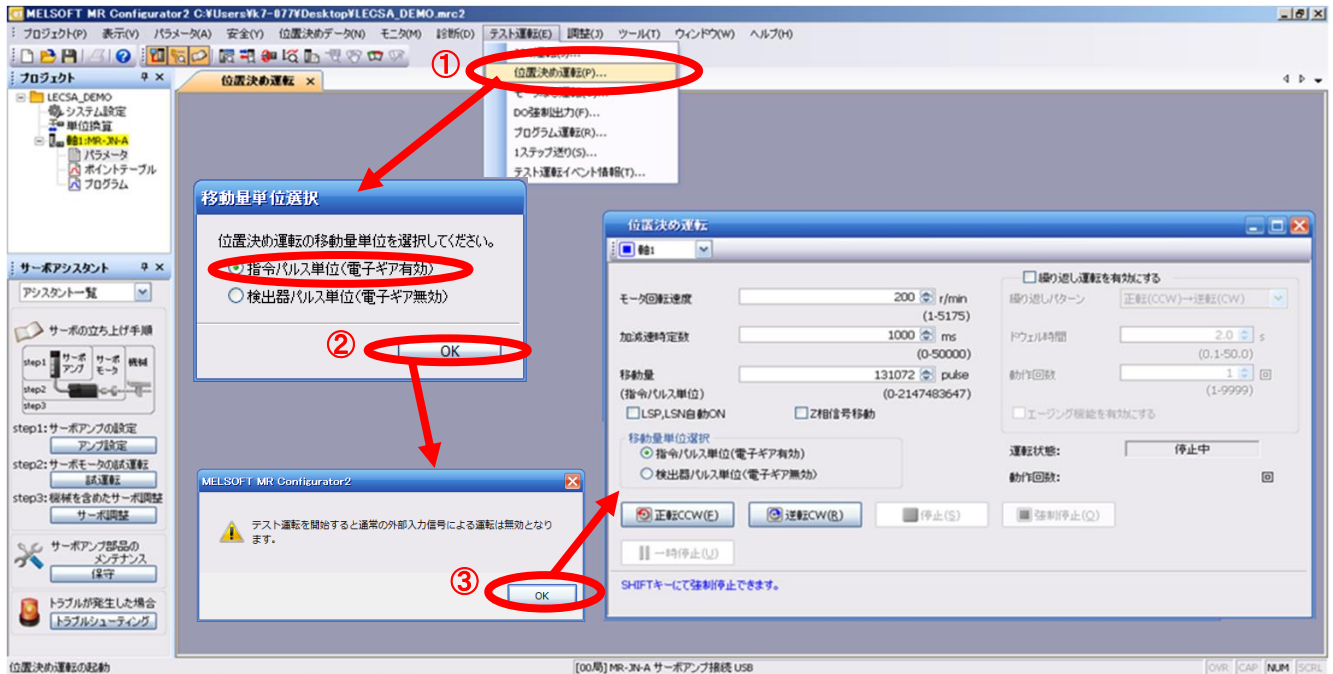 MELSOFT MR Configurator2 C:¥Users¥k7-077¥Desktop¥LECSA_DEMO.mrc2
プロジェクト(P) 表示(V) パラメータ(A) 安全(Y) 位置決めデータ(N) モニタ(M) 診断(D) テスト運転(E) 調整(J) ツール(T) ウィンドウ(W) ヘルプ(H)
①
位置決め運転(P)...
DO強制出力(F)...
プログラム運転(R)...
1ステップ送り(S)...
テスト運転イベント情報(T)...
プロジェクト
位置決め運転
LECSA_DEMO
システム設定
単位換算
軸1:MR-JN-A
パラメータ
ポイントテーブル
プログラム
サーボアシスタント
アシスタント一覧
サーボの立ち上げ手順
step1
サーボアンプ
サーボモータ
機械
step2
step3
step1:サーボアンプの設定
アンプ設定
step2:サーボモータの試運転
試運転
step3:機械を含めたサーボ調整
サーボ調整
サーボアンプ部品の
メンテナンス
保守
トラブルが発生した場合
トラブルシューティング
移動量単位選択
位置決め運転の移動量単位を選択してください。
指令パルス単位(電子ギア有効)
検出器パルス単位(電子ギア無効)
②
OK
MELSOFT MR Configurator2
テスト運転を開始すると通常の外部入力信号による運転は無効となり
ます。
③
OK
位置決め運転
軸1
モータ回転速度 200 r/min
(1-5175)
加減速時定数 1000 ms
(0-50000)
移動量 131072 pulse
(指令パルス単位) (0-2147483647)
LSP,LSN自動ON Z相信号移動
移動量単位選択
指令パルス単位(電子ギア有効)
検出器パルス単位(電子ギア無効)
繰り返し運転を有効にする
繰り返しパターン 正転(CCW)→逆転(CW)
ドウェル時間 2.0 s
(0.1-50.0)
動作回数 1 回
(1-9999)
エージング機能を有効にする
運転状態: 停止中
動作回数: 回
正転CCW(F) 逆転CW(R) 停止(S) 強制停止(O)
一時停止(U)
SHIFTキーにて強制停止できます。
位置決め運転の起動
[00局] MR-JN-A サーボアンプ接続 USB
OVR CAP NUM SCRL